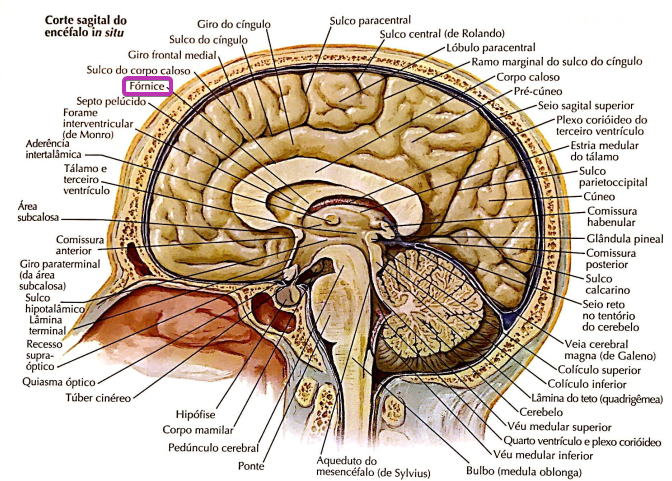 Corte sagital do
encéfalo in situ
Giro do cíngulo
Sulco do cíngulo
Giro frontal medial
Sulco do corpo caloso
Fórnice
Septo pelúcido
Forame
interventricular
(de Monro)
Aderência
intertalâmica
Tálamo e
terceiro
ventrículo
Área
subcalosa
Comissura
anterior
Giro paraterminal
(da área
subcalosa)
Sulco
hipotalâmico
Lâmina
terminal
Recesso
supra-
óptico
Quiasma óptico
Túber cinéreo
Hipófise
Corpo mamilar
Pedúnculo cerebral
Ponte
Aqueduto do
mesencéfalo (de Sylvius)
Sulco paracentral
Sulco central (de Rolando)
Lóbulo paracentral
Ramo marginal do sulco do cíngulo
Corpo caloso
Pré-cúneo
Seio sagital superior
Plexo corióideo do
terceiro ventrículo
Estria medular
do tálamo
Sulco
parietoccipital
Cúneo
Comissura
habenular
Glândula pineal
Comissura
posterior
Sulco
calcarino
Seio reto
no tentório
do cerebelo
Veia cerebral
magna (de Galeno)
Colículo superior
Colículo inferior
Lâmina do teto (quadrigêmea)
Cerebelo
Véu medular superior
Quarto ventrículo e plexo corióideo
Véu medular inferior
Bulbo (medula oblonga)